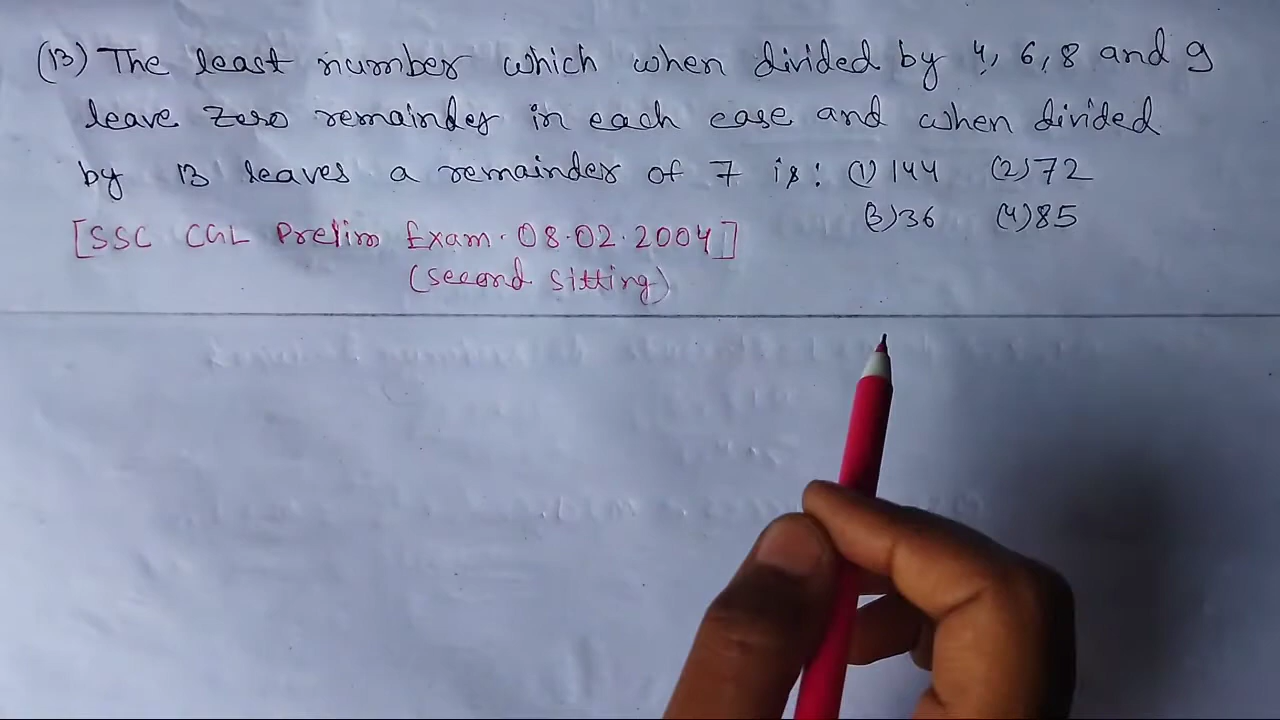 (13) The least number which when divided by 4, 6, 8 and 9
leave zero remainder in each case and when divided
by 13 leaves a remainder of 7 is: (1) 144 (2) 72
(3) 36 (4) 85
[SSC CGL Prelim Exam. 08.02.2004]
(Second Sitting)